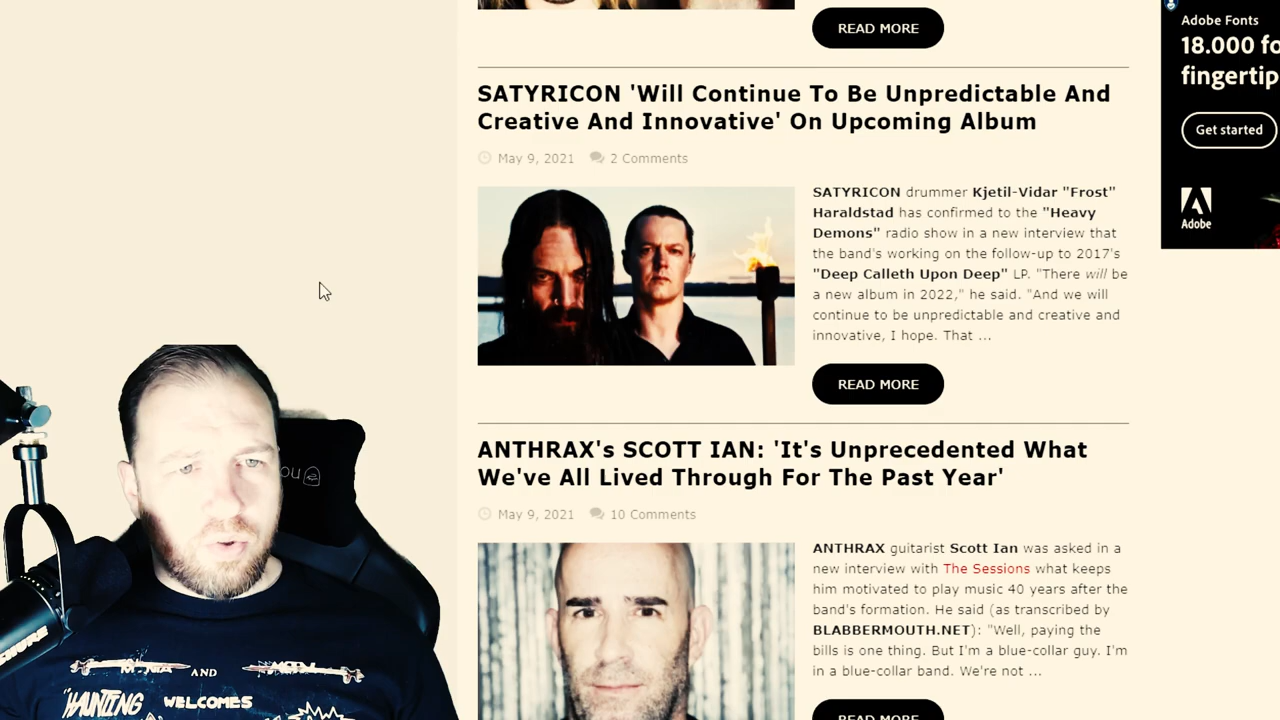 READ MORE
SATYRICON 'Will Continue To Be Unpredictable And
Creative And Innovative' On Upcoming Album
May 9, 2021 2 Comments
SATYRICON drummer Kjetil-Vidar "Frost"
Haraldstad has confirmed to the "Heavy
Demons" radio show in a new interview that
the band's working on the follow-up to 2017's
"Deep Calleth Upon Deep" LP. "There will be
a new album in 2022," he said. "And we will
continue to be unpredictable and creative and
innovative, I hope. That ...
READ MORE
ANTHRAX's SCOTT IAN: 'It's Unprecedented What
We've All Lived Through For The Past Year'
May 9, 2021 10 Comments
ANTHRAX guitarist Scott Ian was asked in a
new interview with The Sessions what keeps
him motivated to play music 40 years after the
band's formation. He said (as transcribed by
BLABBERMOUTH.NET): "Well, paying the
bills is one thing. But I'm a blue-collar guy. I'm
in a blue-collar band. We're not ...
READ MORE
Adobe Fonts
18.000 fo
fingertip
Get started
Adobe
SHURE
AND
"HAUNTING WELCOMES